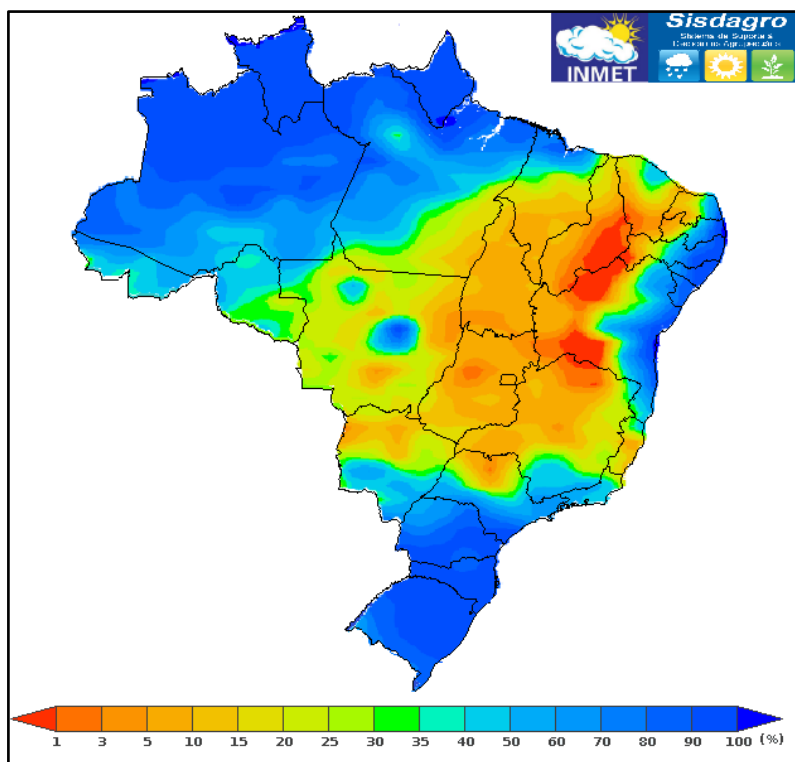 INMET
Sisdagro
Sistema de Suporte à
Decisão na Agropecuária
1 3 5 10 15 20 25 30 35 40 50 60 70 80 90 100 (%)